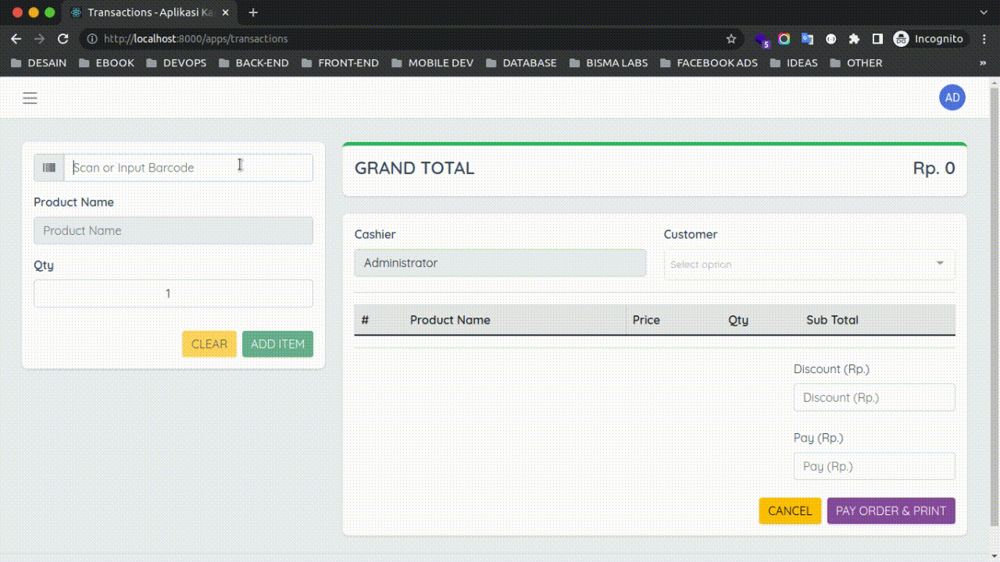 Transactions - Aplikasi Ka
http://localhost:8000/apps/transactions
5
Incognito
DESAIN EBOOK DEVOPS BACK-END FRONT-END MOBILE DEV DATABASE BISMA LABS FACEBOOK ADS IDEAS OTHER »
AD
Scan or Input Barcode
Product Name
Product Name
Qty
1
CLEAR ADD ITEM
GRAND TOTAL Rp. 0
Cashier Customer
Administrator Select option
# Product Name Price Qty Sub Total
Discount (Rp.)
Discount (Rp.)
Pay (Rp.)
Pay (Rp.)
CANCEL PAY ORDER & PRINT